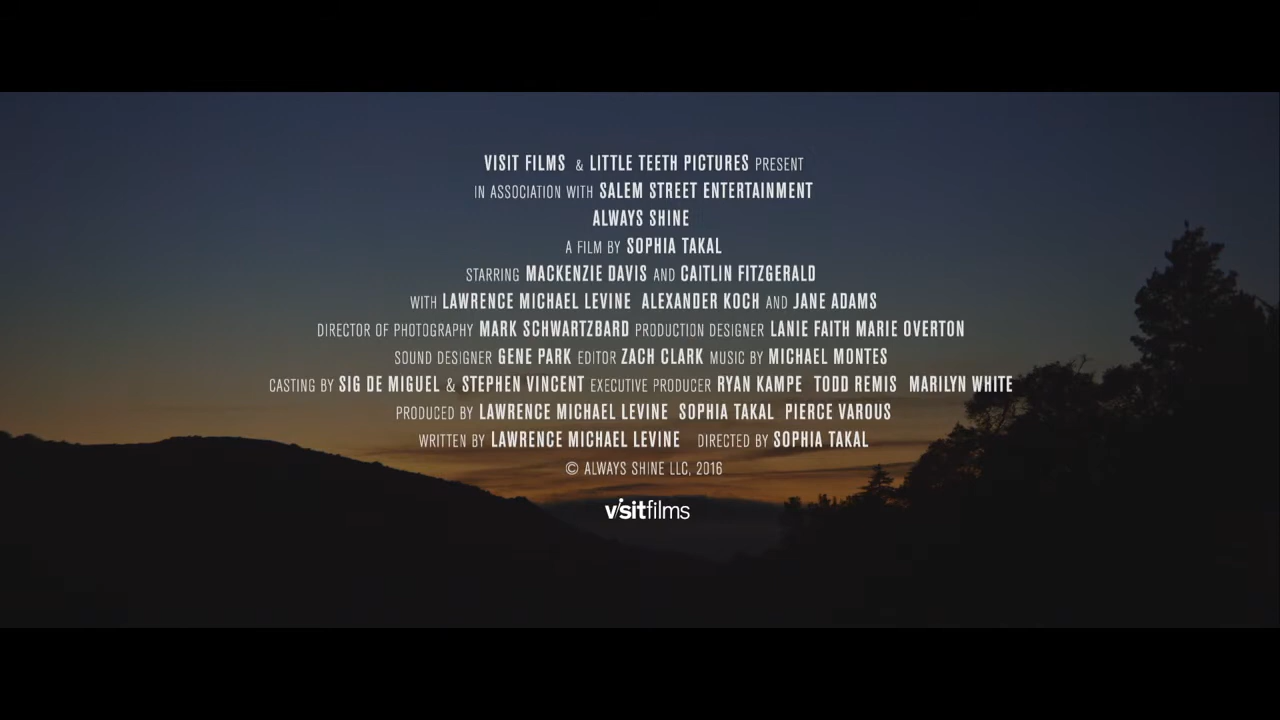 VISIT FILMS & LITTLE TEETH PICTURES PRESENT
IN ASSOCIATION WITH SALEM STREET ENTERTAINMENT
ALWAYS SHINE
A FILM BY SOPHIA TAKAL
STARRING MACKENZIE DAVIS AND CAITLIN FITZGERALD
WITH LAWRENCE MICHAEL LEVINE ALEXANDER KOCH AND JANE ADAMS
DIRECTOR OF PHOTOGRAPHY MARK SCHWARTZBARD PRODUCTION DESIGNER LANIE FAITH MARIE OVERTON
SOUND DESIGNER GENE PARK EDITOR ZACH CLARK MUSIC BY MICHAEL MONTES
CASTING BY SIG DE MIGUEL & STEPHEN VINCENT EXECUTIVE PRODUCER RYAN KAMPE TODD REMIS MARILYN WHITE
PRODUCED BY LAWRENCE MICHAEL LEVINE SOPHIA TAKAL PIERCE VAROUS
WRITTEN BY LAWRENCE MICHAEL LEVINE DIRECTED BY SOPHIA TAKAL
© ALWAYS SHINE LLC, 2016
visitfilms